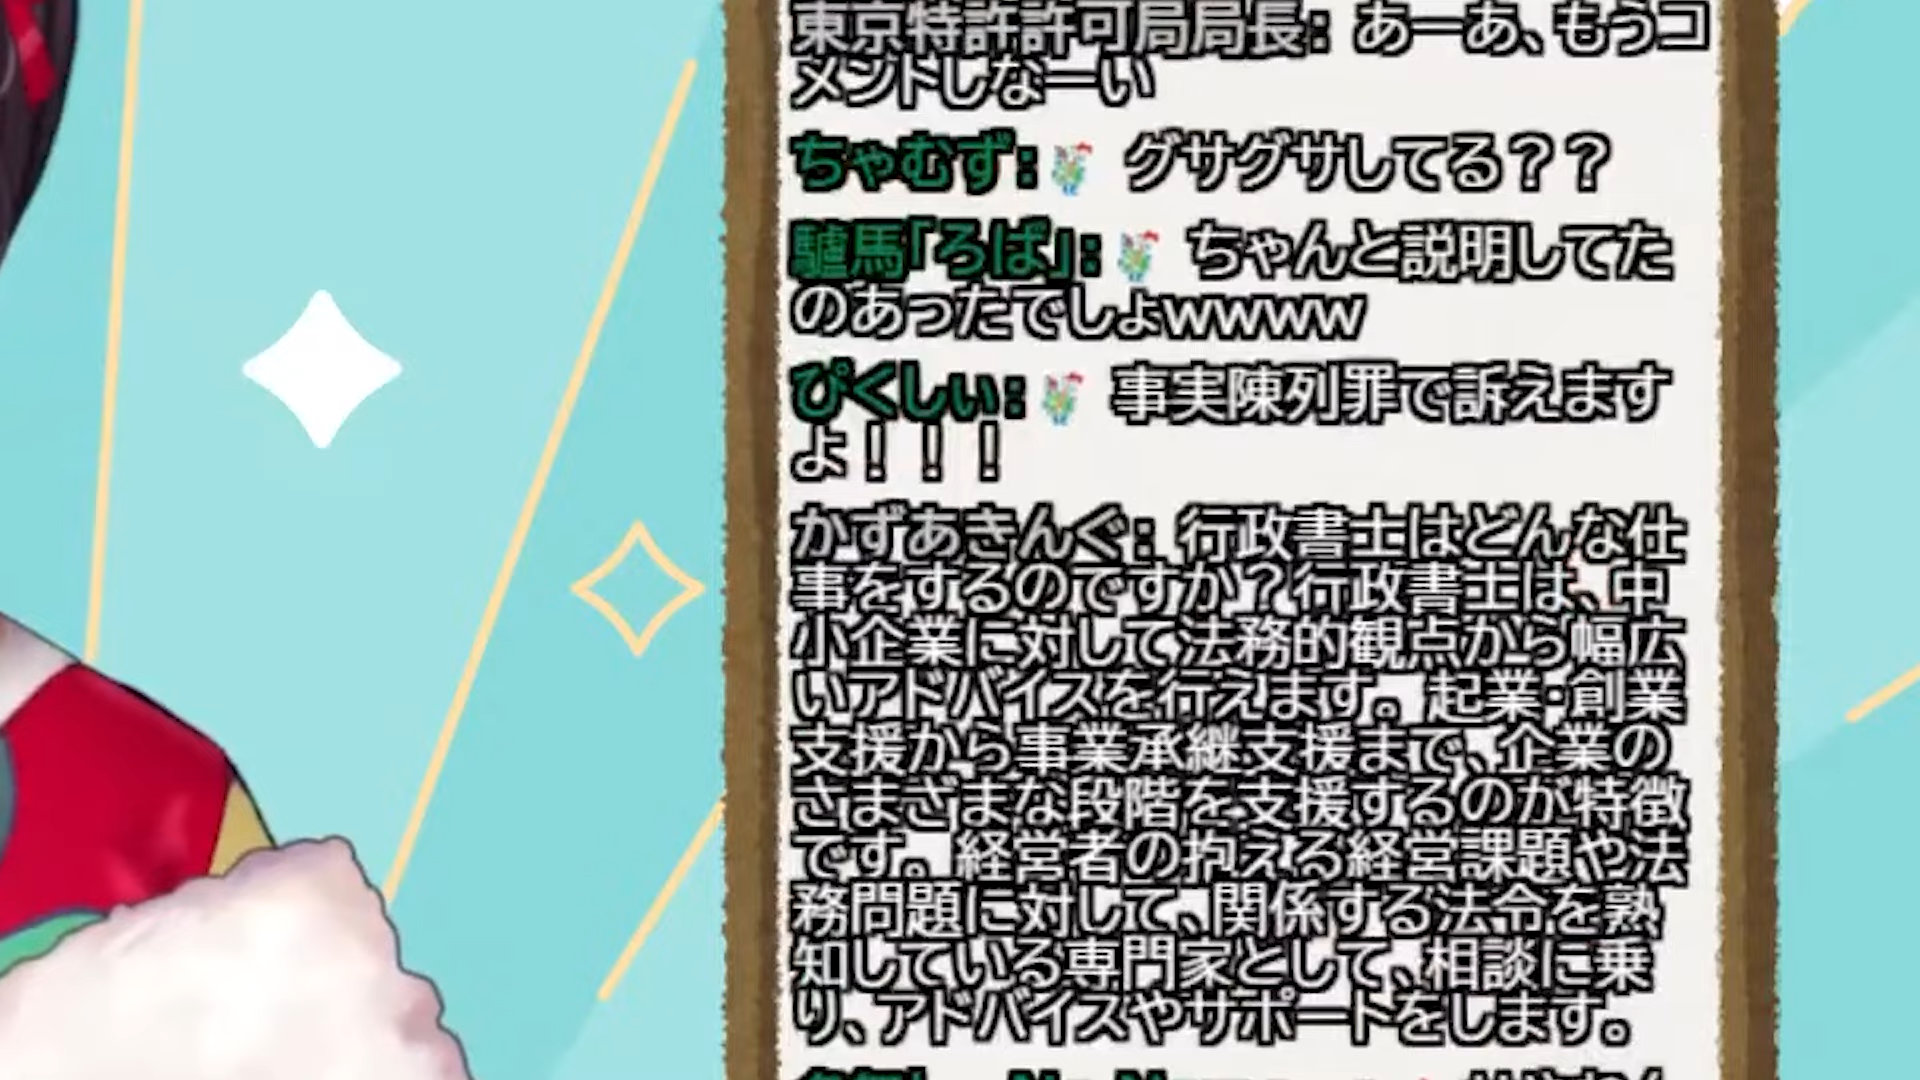 東京特許許可局局長: あーあ、もうコ
メントしなーい
ちゃむず: グサグサしてる？？
驢馬「ろば」: ちゃんと説明してた
のあったでしょwwww
ぴくしぃ: 事実陳列罪で訴えます
よ！！！
かずあきんぐ: 行政書士はどんな仕
事をするのですか？行政書士は、中
小企業に対して法務的観点から幅広
いアドバイスを行えます。起業・創業
支援から事業承継支援まで、企業の
さまざまな段階を支援するのが特徴
です。経営者の抱える経営課題や法
務問題に対して、関係する法令を熟
知している専門家として、相談に乗
り、アドバイスやサポートをします。